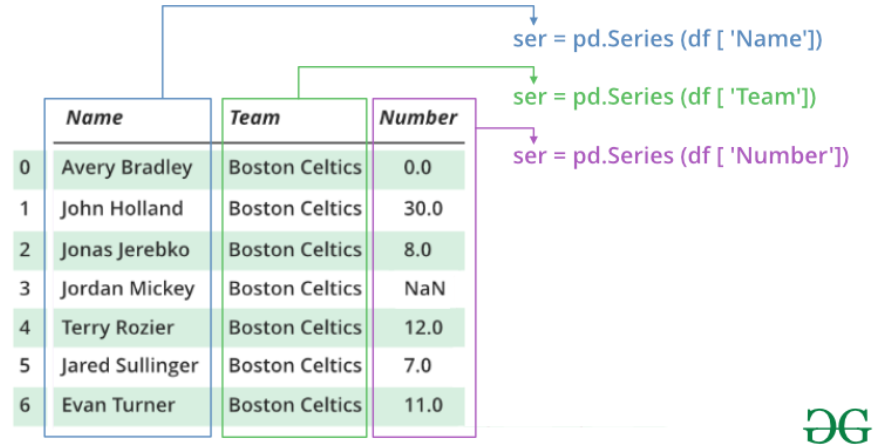 ser = pd.Series (df [ 'Name'])
ser = pd.Series (df [ 'Team'])
ser = pd.Series (df [ 'Number'])
Name Team Number
0 Avery Bradley Boston Celtics 0.0
1 John Holland Boston Celtics 30.0
2 Jonas Jerebko Boston Celtics 8.0
3 Jordan Mickey Boston Celtics NaN
4 Terry Rozier Boston Celtics 12.0
5 Jared Sullinger Boston Celtics 7.0
6 Evan Turner Boston Celtics 11.0